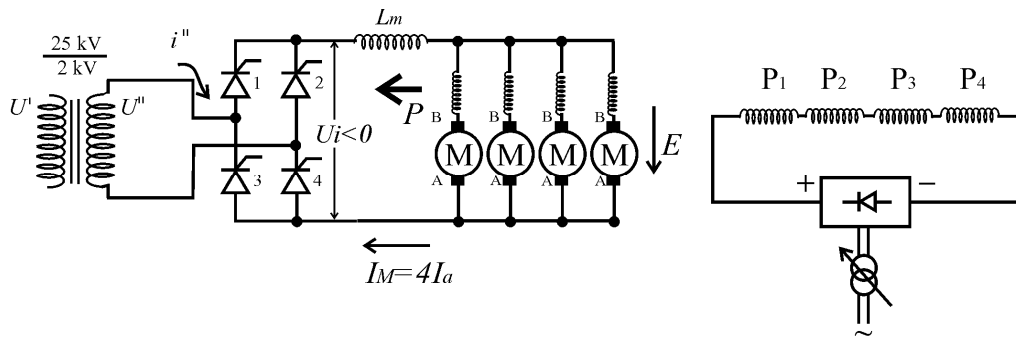 25 kV
2 kV
i"
U' U"
Lm
1 2
3 4
Ui<0
P
B B B B
M M M M
A A A A
E
IM=4Ia
P1 P2 P3 P4
+ −
~